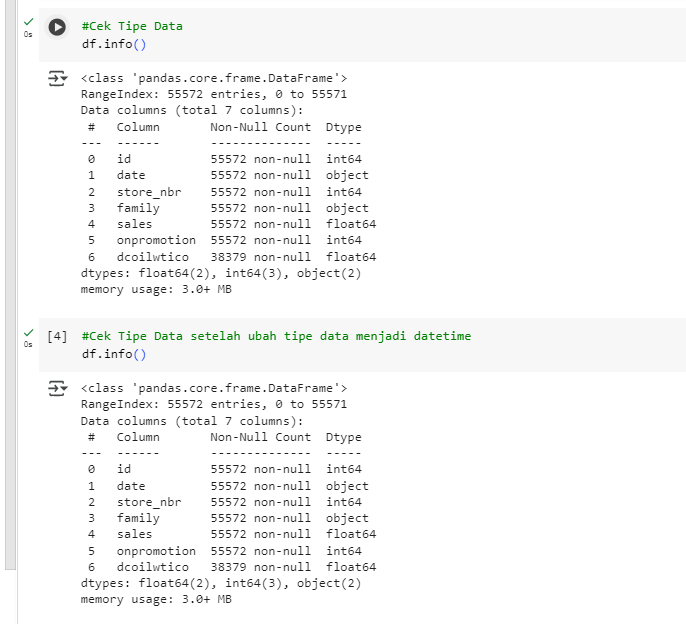 0s
#Cek Tipe Data
df.info()
<class 'pandas.core.frame.DataFrame'>
RangeIndex: 55572 entries, 0 to 55571
Data columns (total 7 columns):
 #   Column       Non-Null Count  Dtype
---  ------       --------------  -----
 0   id           55572 non-null  int64
 1   date         55572 non-null  object
 2   store_nbr    55572 non-null  int64
 3   family       55572 non-null  object
 4   sales        55572 non-null  float64
 5   onpromotion  55572 non-null  int64
 6   dcoilwtico   38379 non-null  float64
dtypes: float64(2), int64(3), object(2)
memory usage: 3.0+ MB
0s
[4] #Cek Tipe Data setelah ubah tipe data menjadi datetime
df.info()
<class 'pandas.core.frame.DataFrame'>
RangeIndex: 55572 entries, 0 to 55571
Data columns (total 7 columns):
 #   Column       Non-Null Count  Dtype
---  ------       --------------  -----
 0   id           55572 non-null  int64
 1   date         55572 non-null  object
 2   store_nbr    55572 non-null  int64
 3   family       55572 non-null  object
 4   sales        55572 non-null  float64
 5   onpromotion  55572 non-null  int64
 6   dcoilwtico   38379 non-null  float64
dtypes: float64(2), int64(3), object(2)
memory usage: 3.0+ MB